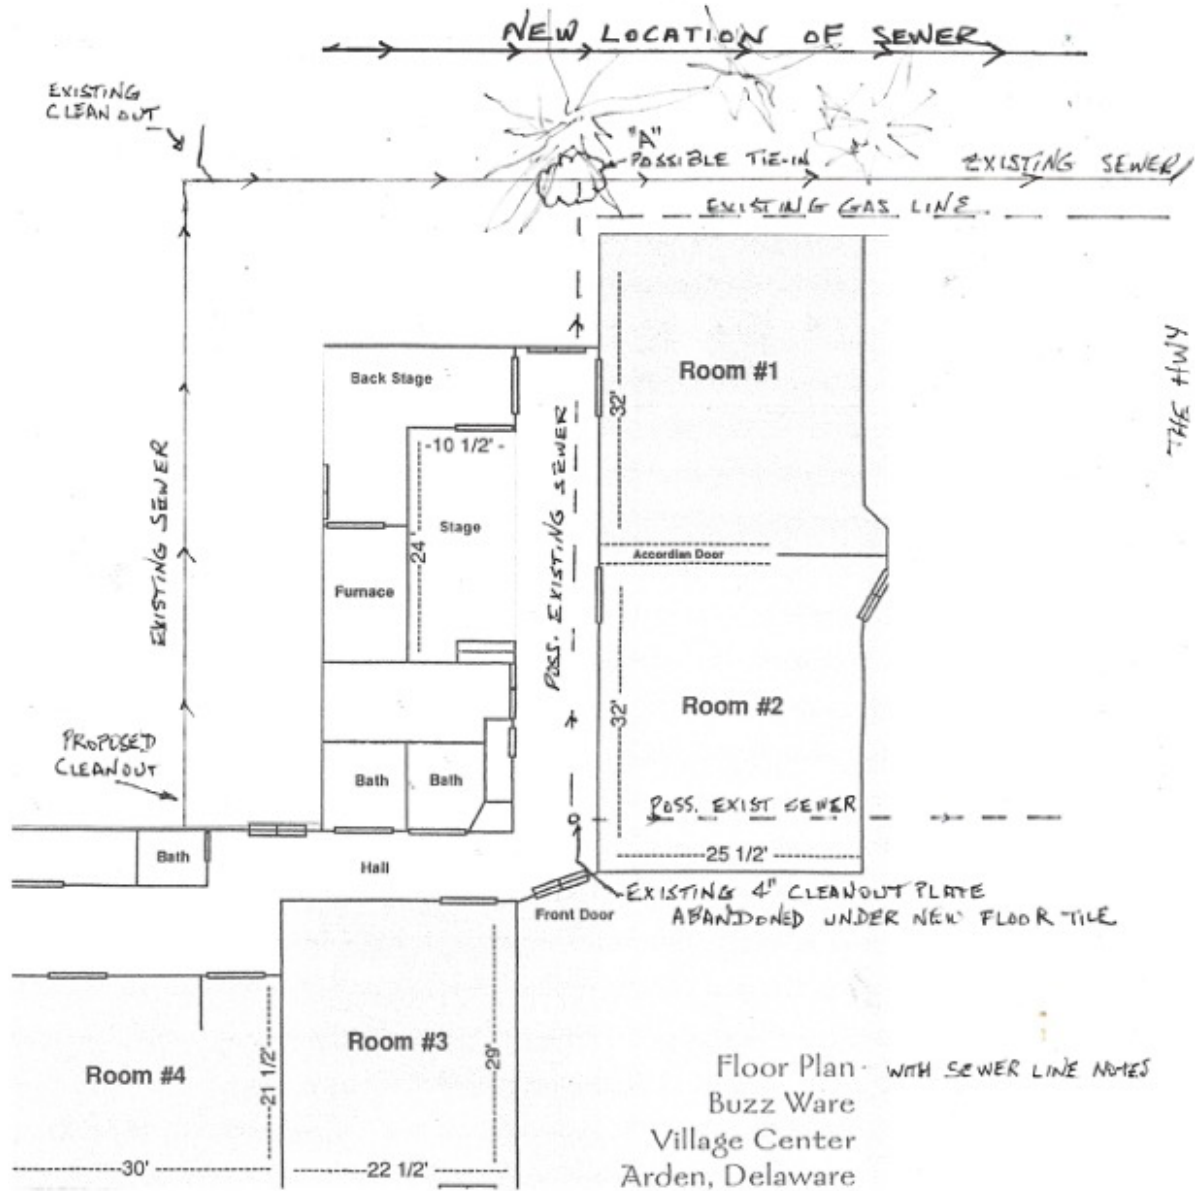 NEW LOCATION OF SEWER
EXISTING
CLEAN OUT
"A"
POSSIBLE TIE-IN
EXISTING SEWER
EXISTING GAS LINE
THE HWY
Back Stage
Room #1
32'
-10 1/2'-
EXISTING SEWER
POSS. EXISTING SEWER
Stage
24'
Accordian Door
Furnace
Room #2
32'
PROPOSED
CLEANOUT
Bath
Bath
POSS. EXIST SEWER
Bath
Hall
25 1/2'
EXISTING 4" CLEANOUT PLATE
ABANDONED UNDER NEW FLOOR TILE
Front Door
Room #3
29'
Room #4
21 1/2'
30'
22 1/2'
Floor Plan - WITH SEWER LINE NOTES
Buzz Ware
Village Center
Arden, Delaware